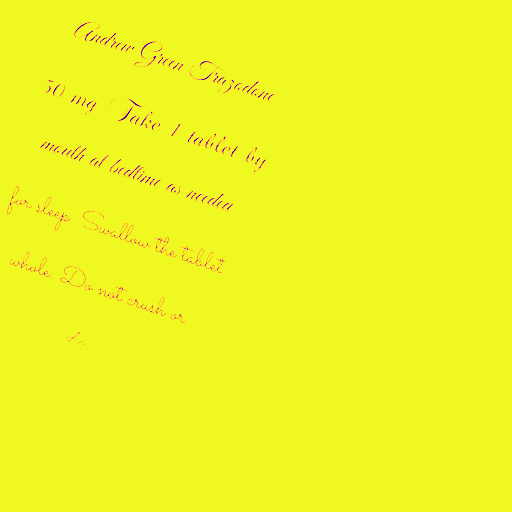 Andrew Green Trazodone
50 mg Take 1 tablet by
mouth at bedtime as needed
for sleep Swallow the tablet
whole. Do not crush or